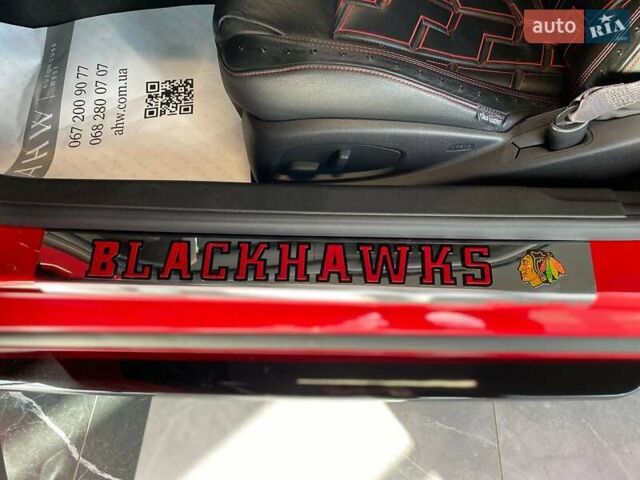 auto RIA
AHW
067 200 90 77
068 280 07 07
ahw.com.ua
BLACKHAWKS